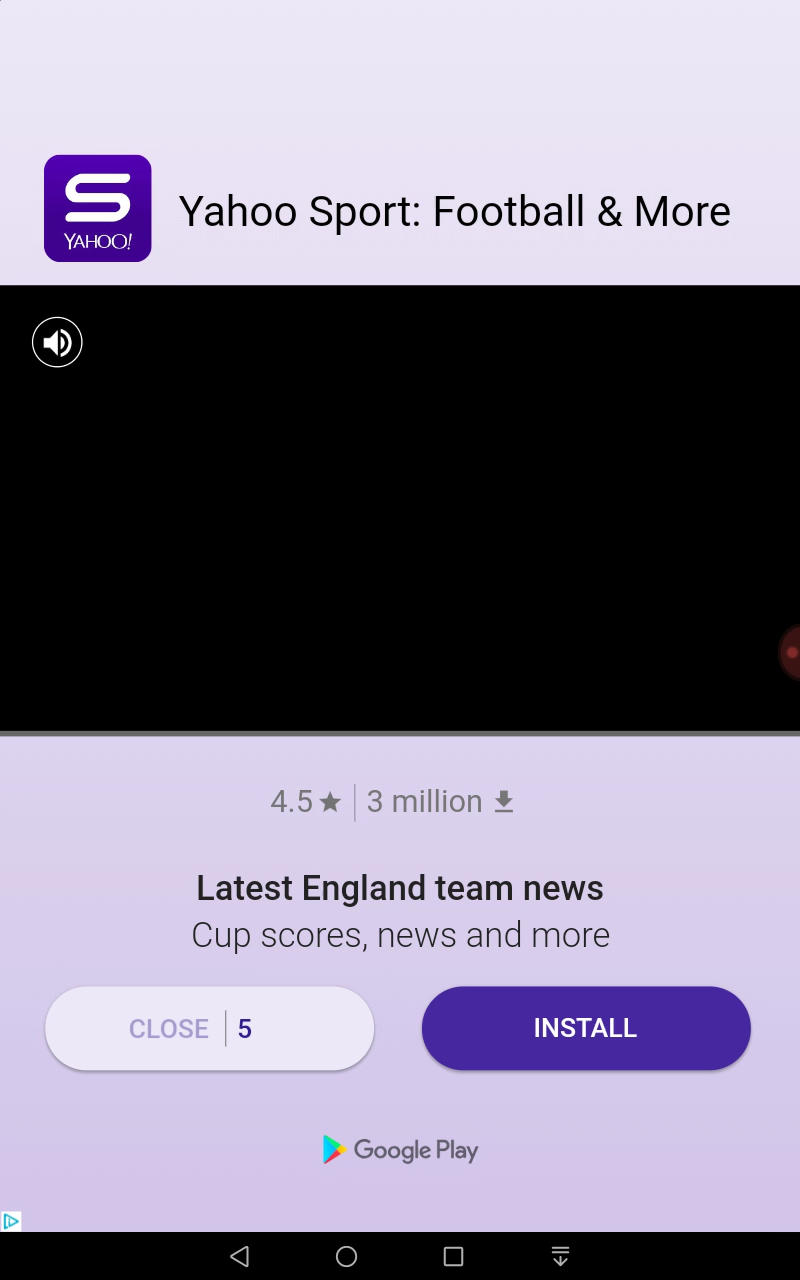 YAHOO!
Yahoo Sport: Football & More
4.5 ★ | 3 million
Latest England team news
Cup scores, news and more
CLOSE | 5
INSTALL
Google Play